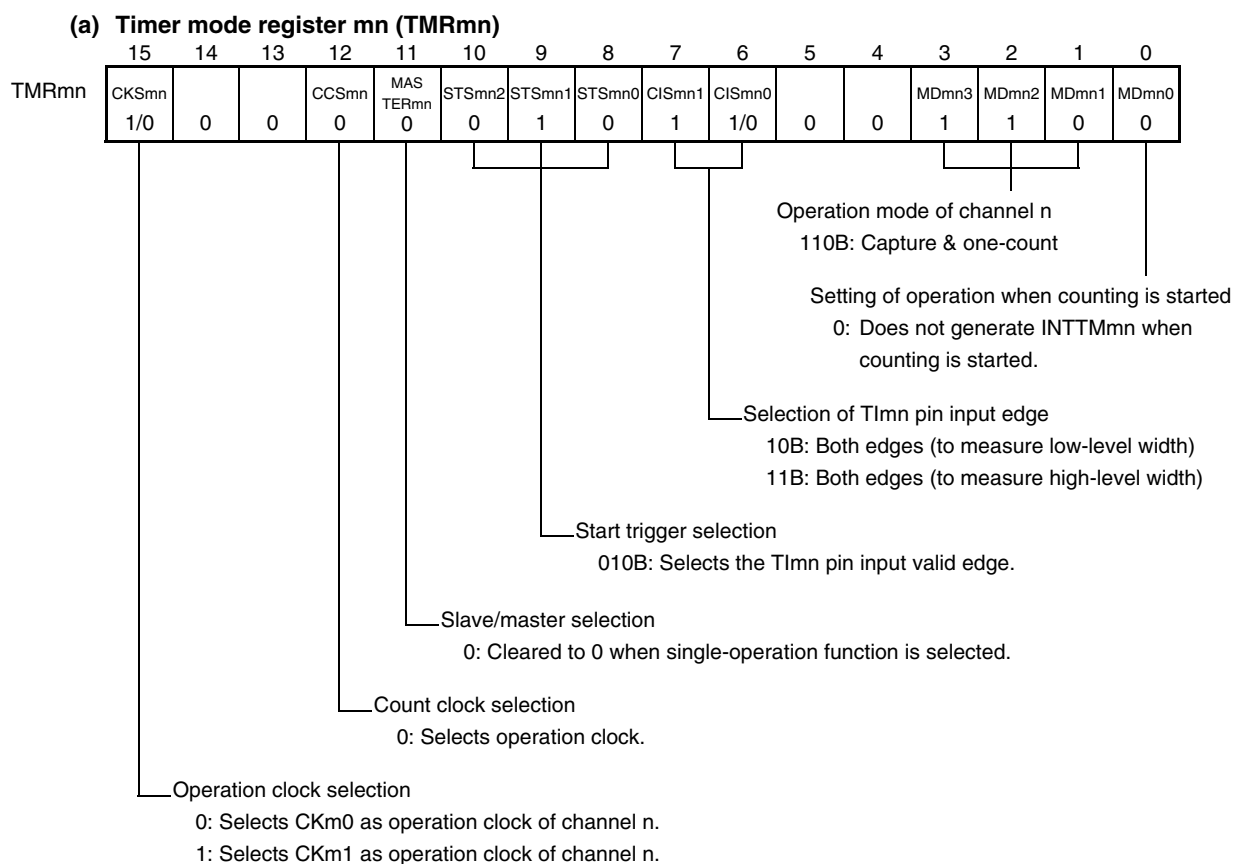 (a) Timer mode register mn (TMRmn)
15 14 13 12 11 10 9 8 7 6 5 4 3 2 1 0
TMRmn CKSmn CCSmn MAS TERmn STSmn2 STSmn1 STSmn0 CISmn1 CISmn0 MDmn3 MDmn2 MDmn1 MDmn0
1/0 0 0 0 0 0 1 0 1 1/0 0 0 1 1 0 0
Operation mode of channel n
110B: Capture & one-count
Setting of operation when counting is started
0: Does not generate INTTMmn when
counting is started.
Selection of TImn pin input edge
10B: Both edges (to measure low-level width)
11B: Both edges (to measure high-level width)
Start trigger selection
010B: Selects the TImn pin input valid edge.
Slave/master selection
0: Cleared to 0 when single-operation function is selected.
Count clock selection
0: Selects operation clock.
Operation clock selection
0: Selects CKm0 as operation clock of channel n.
1: Selects CKm1 as operation clock of channel n.